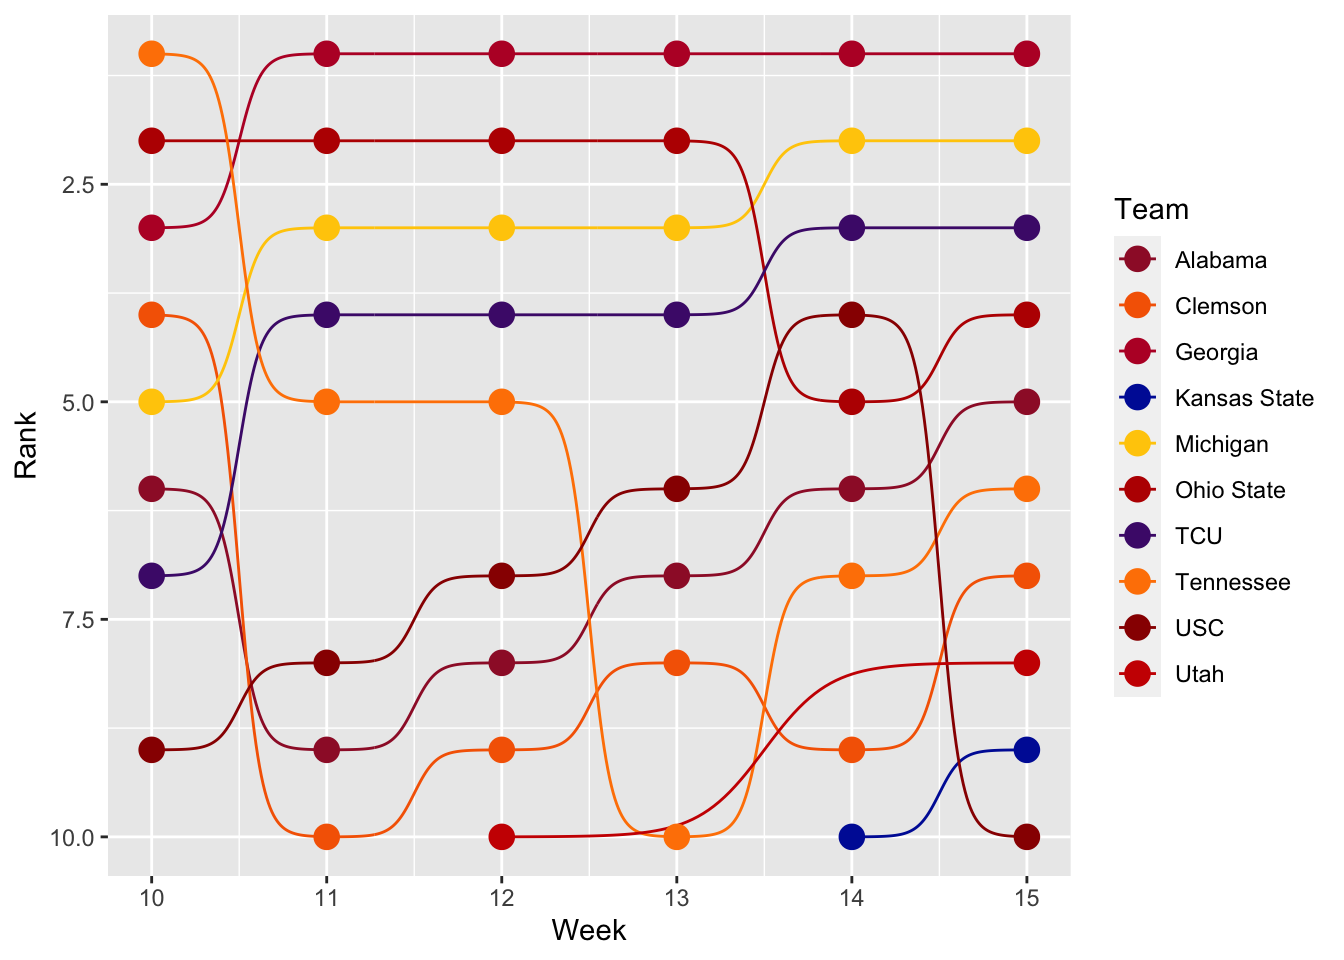 2.5
5.0
7.5
10.0
Rank
10 11 12 13 14 15
Week
Team
Alabama
Clemson
Georgia
Kansas State
Michigan
Ohio State
TCU
Tennessee
USC
Utah